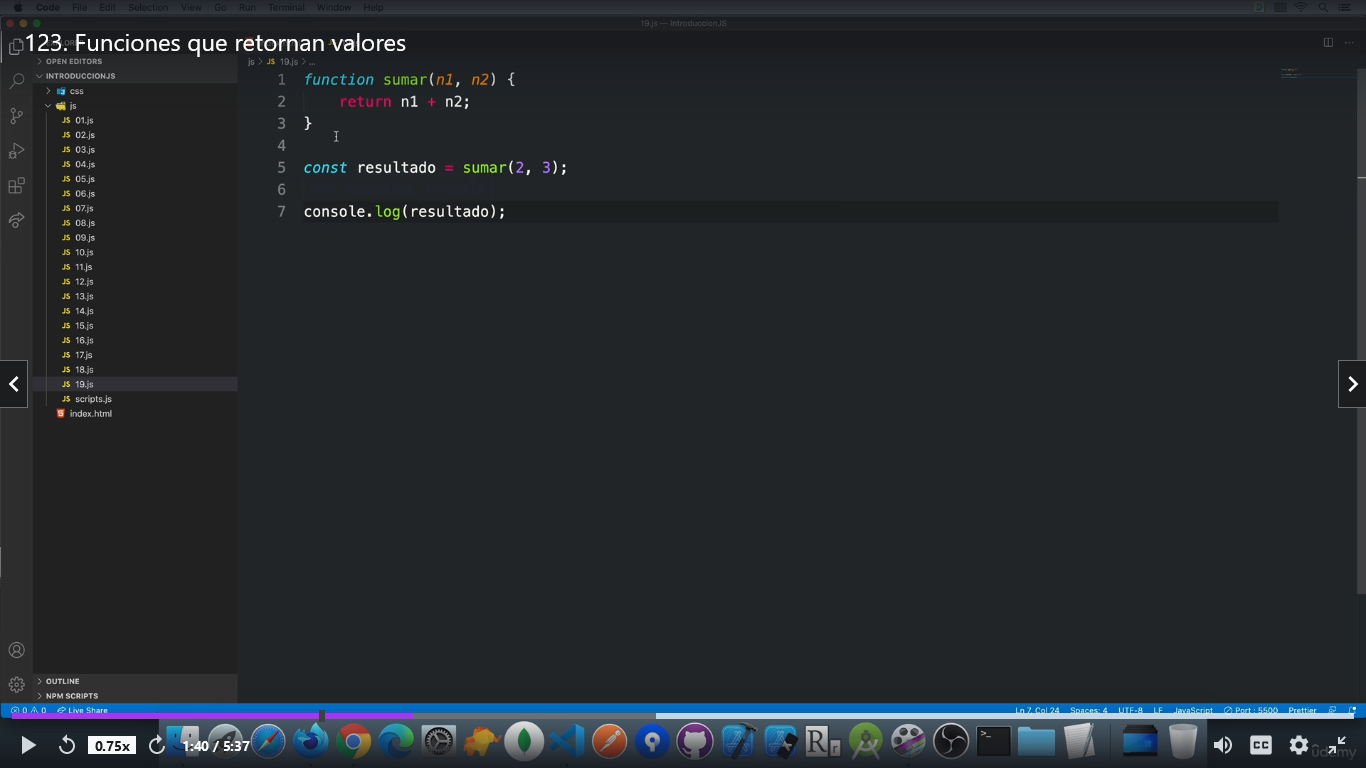 Code File Edit Selection View Go Run Terminal Window Help
19.js — IntroduccionJS
123. Funciones que retornan valores
OPEN EDITORS
js > JS 19.js > ...
INTRODUCCIONJS
css
js
JS 01.js
JS 02.js
JS 03.js
JS 04.js
JS 05.js
JS 06.js
JS 07.js
JS 08.js
JS 09.js
JS 10.js
JS 11.js
JS 12.js
JS 13.js
JS 14.js
JS 15.js
JS 16.js
JS 17.js
JS 18.js
JS 19.js
JS scripts.js
index.html
1 function sumar(n1, n2) {
2 return n1 + n2;
3 }
4
5 const resultado = sumar(2, 3);
6
7 console.log(resultado);
OUTLINE
NPM SCRIPTS
0 0 Live Share
Ln 7, Col 24 Spaces: 4 UTF-8 LF JavaScript Port : 5500 Prettier
0.75x 1:40 / 5:37
CC
ûdemy